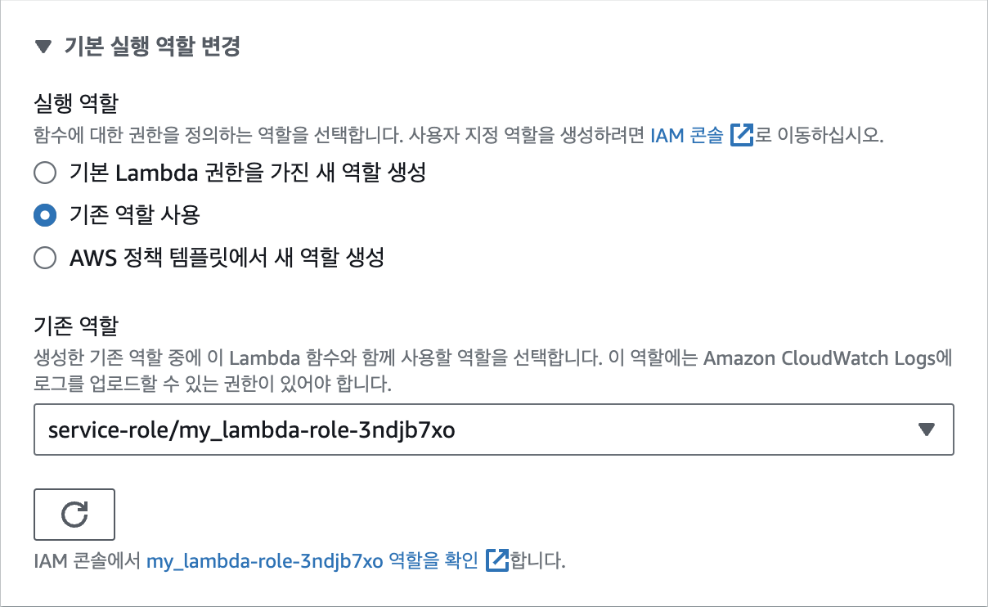 기본 실행 역할 변경
실행 역할
함수에 대한 권한을 정의하는 역할을 선택합니다. 사용자 지정 역할을 생성하려면 IAM 콘솔로 이동하십시오.
기본 Lambda 권한을 가진 새 역할 생성
기존 역할 사용
AWS 정책 템플릿에서 새 역할 생성
기존 역할
생성한 기존 역할 중에 이 Lambda 함수와 함께 사용할 역할을 선택합니다. 이 역할에는 Amazon CloudWatch Logs에
로그를 업로드할 수 있는 권한이 있어야 합니다.
service-role/my_lambda-role-3ndjb7xo
IAM 콘솔에서 my_lambda-role-3ndjb7xo 역할을 확인합니다.